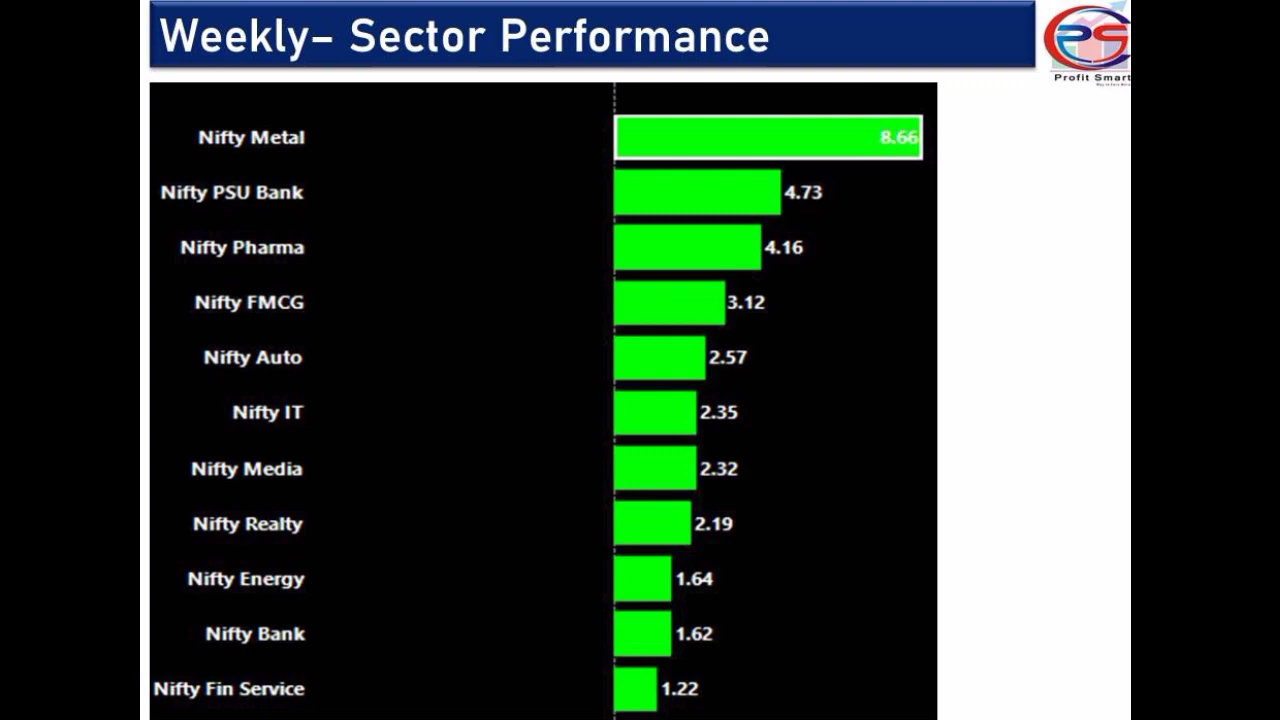 Weekly– Sector Performance
Profit Smart
Nifty Metal 8.66
Nifty PSU Bank 4.73
Nifty Pharma 4.16
Nifty FMCG 3.12
Nifty Auto 2.57
Nifty IT 2.35
Nifty Media 2.32
Nifty Realty 2.19
Nifty Energy 1.64
Nifty Bank 1.62
Nifty Fin Service 1.22